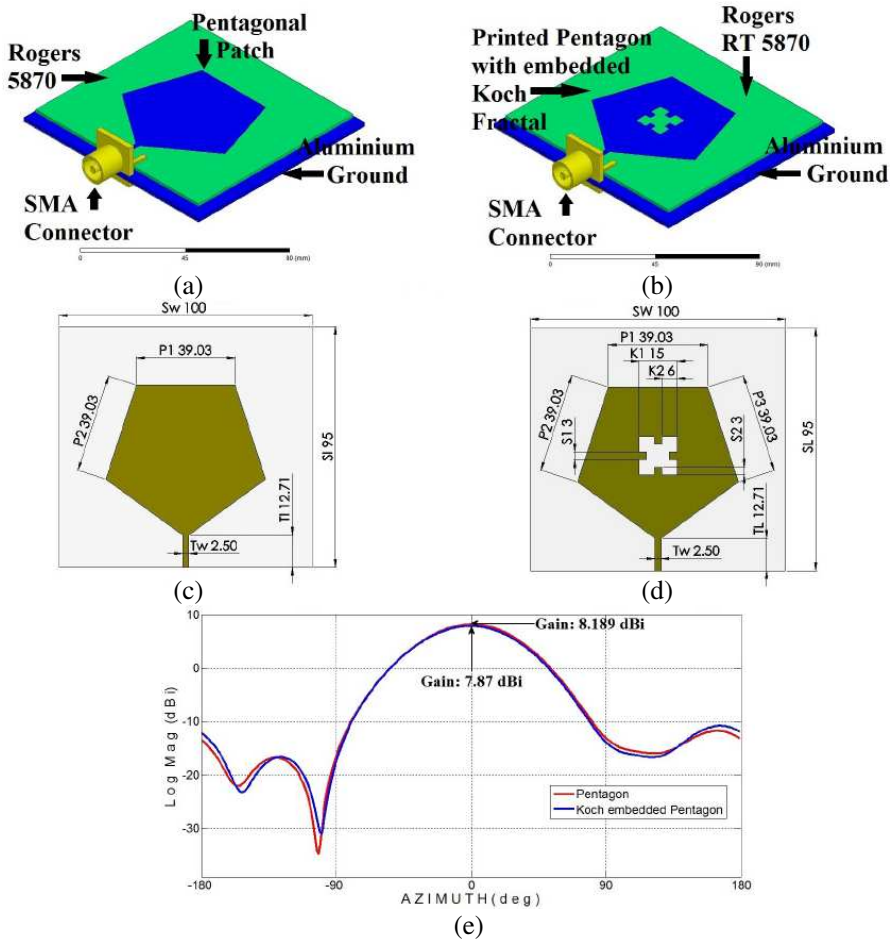 Pentagonal
Patch
Rogers
5870
Aluminium
Ground
SMA
Connector
0 45 90 (mm)
(a)
Rogers
RT 5870
Printed Pentagon
with embedded
Koch
Fractal
Aluminium
Ground
SMA
Connector
0 45 90 (mm)
(b)
Sw 100
P1 39.03
P2 39.03
Sl 95
Tl 12.71
Tw 2.50
(c)
SW 100
P1 39.03
K1 15
K2 6
P2 39.03
P3 39.03
S1 3
S2 3
SL 95
TL 12.71
Tw 2.50
(d)
10
0
-10
-20
-30
Log Mag (dBi)
Gain: 8.189 dBi
Gain: 7.87 dBi
Pentagon
Koch embedded Pentagon
-180 -90 0 90 180
AZIMUTH(deg)
(e)